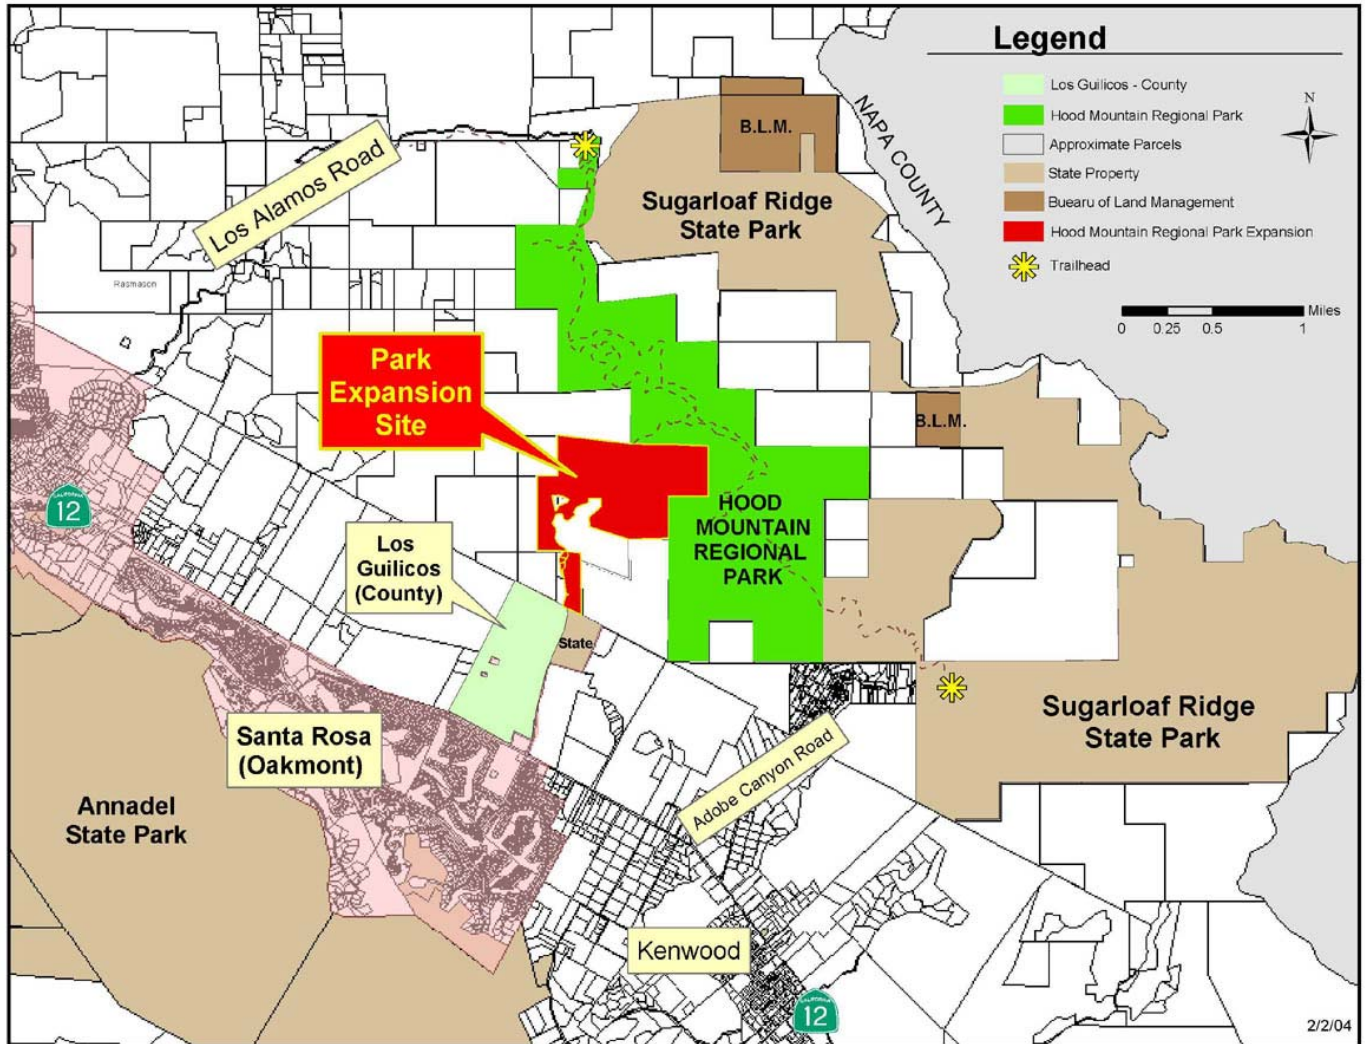 Legend
Los Guilicos - County
Hood Mountain Regional Park
Approximate Parcels
State Property
Buearu of Land Management
Hood Mountain Regional Park Expansion
Trailhead
N
Miles
0 0.25 0.5 1
NAPA COUNTY
B.L.M.
Los Alamos Road
Sugarloaf Ridge
State Park
Rasmason
Park
Expansion
Site
B.L.M.
CALIFORNIA
12
HOOD
MOUNTAIN
REGIONAL
PARK
Los
Guilicos
(County)
State
Santa Rosa
(Oakmont)
Sugarloaf Ridge
State Park
Adobe Canyon Road
Annadel
State Park
Kenwood
CALIFORNIA
12
2/2/04